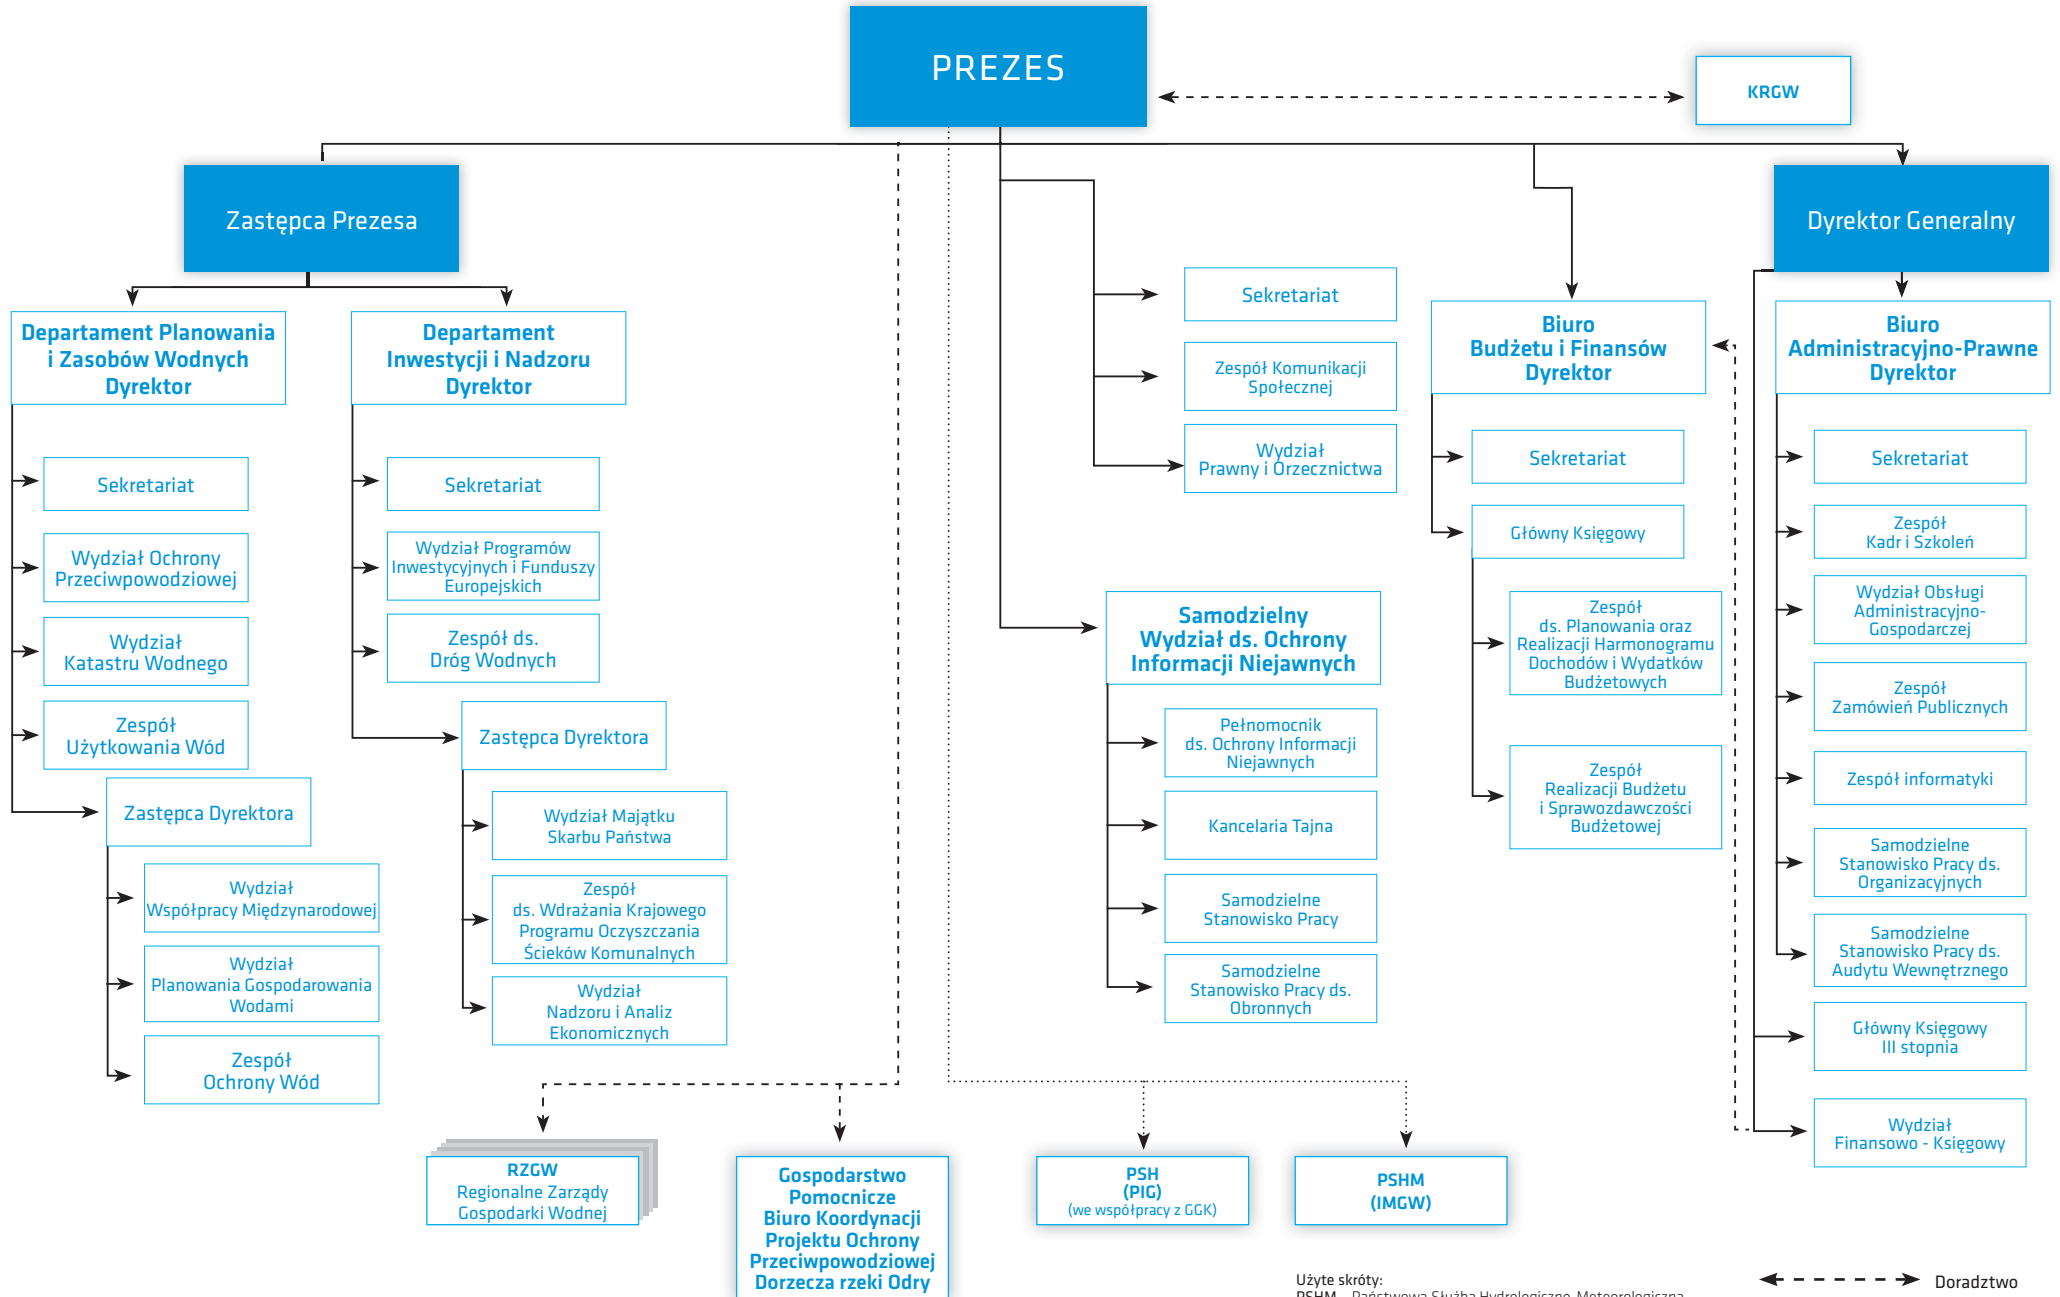 PREZES
KRGW
Zastępca Prezesa
Dyrektor Generalny
Departament Planowania
i Zasobów Wodnych
Dyrektor
Sekretariat
Wydział Ochrony
Przeciwpowodziowej
Wydział
Katastru Wodnego
Zespół
Użytkowania Wód
Zastępca Dyrektora
Wydział
Współpracy Międzynarodowej
Wydział
Planowania Gospodarowania
Wodami
Zespół
Ochrony Wód
Departament
Inwestycji i Nadzoru
Dyrektor
Sekretariat
Wydział Programów
Inwestycyjnych i Funduszy
Europejskich
Zespół ds.
Dróg Wodnych
Zastępca Dyrektora
Wydział Majątku
Skarbu Państwa
Zespół
ds. Wdrażania Krajowego
Programu Oczyszczania
Ścieków Komunalnych
Wydział
Nadzoru i Analiz
Ekonomicznych
Sekretariat
Zespół Komunikacji
Społecznej
Wydział
Prawny i Orzecznictwa
Samodzielny
Wydział ds. Ochrony
Informacji Niejawnych
Pełnomocnik
ds. Ochrony Informacji
Niejawnych
Kancelaria Tajna
Samodzielne
Stanowisko Pracy
Samodzielne
Stanowisko Pracy ds.
Obronnych
Biuro
Budżetu i Finansów
Dyrektor
Sekretariat
Główny Księgowy
Zespół
ds. Planowania oraz
Realizacji Harmonogramu
Dochodów i Wydatków
Budżetowych
Zespół
Realizacji Budżetu
i Sprawozdawczości
Budżetowej
Biuro
Administracyjno-Prawne
Dyrektor
Sekretariat
Zespół
Kadr i Szkoleń
Wydział Obsługi
Administracyjno-
Gospodarczej
Zespół
Zamówień Publicznych
Zespół informatyki
Samodzielne
Stanowisko Pracy ds.
Organizacyjnych
Samodzielne
Stanowisko Pracy ds.
Audytu Wewnętrznego
Główny Księgowy
III stopnia
Wydział
Finansowo - Księgowy
RZGW
Regionalne Zarządy
Gospodarki Wodnej
Gospodarstwo
Pomocnicze
Biuro Koordynacji
Projektu Ochrony
Przeciwpowodziowej
Dorzecza rzeki Odry
PSH
(PIG)
(we współpracy z GGK)
PSHM
(IMGW)
Użyte skróty:
PSHM – Państwowa Służba Hydrologiczno-Meteorologiczna
Doradztwo